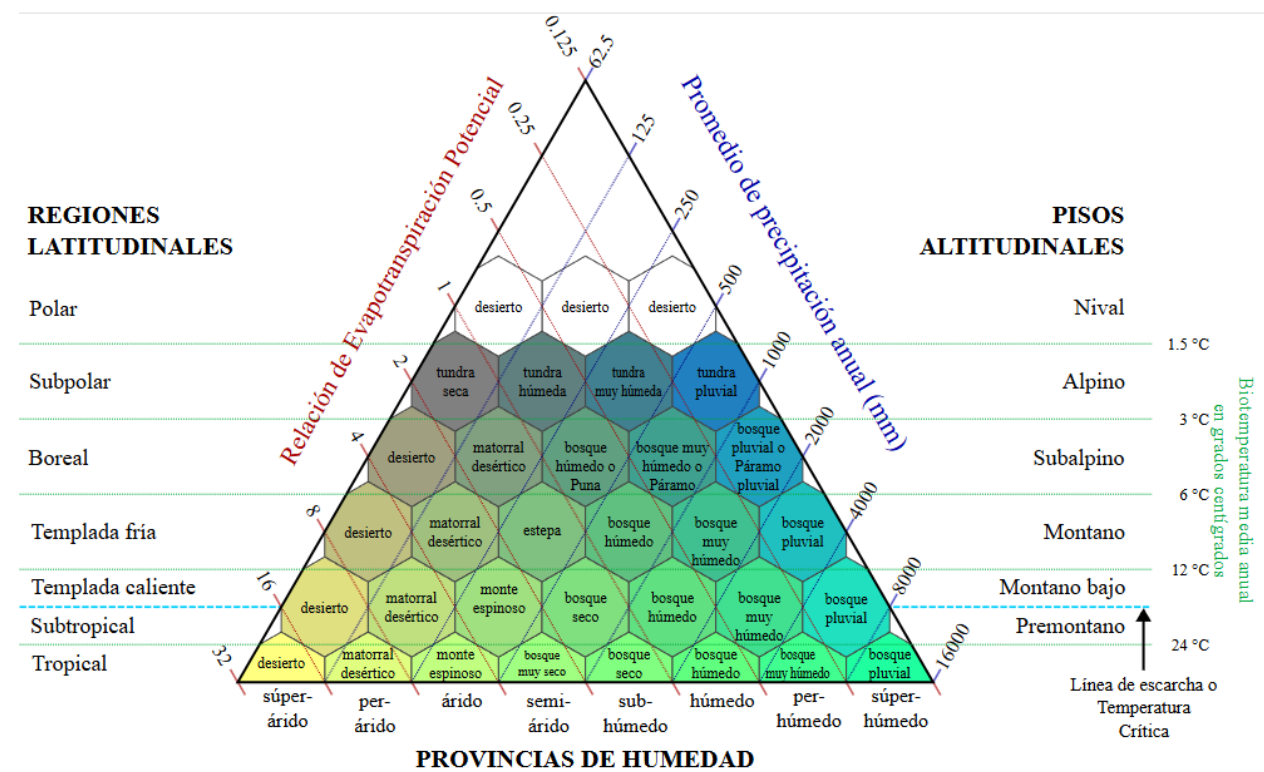 0.125
62.5
0.25
125
0.5
250
1
500
2
1000
4
2000
8
4000
16
8000
32
16000
Relación de Evapotranspiración Potencial
Promedio de precipitación anual (mm)
REGIONES
LATITUDINALES
PISOS
ALTITUDINALES
Polar
desierto
desierto
desierto
Nival
1.5 °C
Subpolar
tundra
seca
tundra
húmeda
tundra
muy húmeda
tundra
pluvial
Alpino
3 °C
Boreal
desierto
matorral
desértico
bosque
húmedo o
Puna
bosque muy
húmedo o
Páramo
bosque
pluvial o
Páramo
pluvial
Subalpino
6 °C
Templada fría
desierto
matorral
desértico
estepa
bosque
húmedo
bosque
muy
húmedo
bosque
pluvial
Montano
12 °C
Templada caliente
Montano bajo
desierto
matorral
desértico
monte
espinoso
bosque
seco
bosque
húmedo
bosque
muy
húmedo
bosque
pluvial
Subtropical
Premontano
24 °C
Tropical
desierto
matorral
desértico
monte
espinoso
bosque
muy seco
bosque
seco
bosque
húmedo
bosque
muy húmedo
bosque
pluvial
Biotemperatura media anual
en grados centígrados
Línea de escarcha o
Temperatura
Crítica
súper-
árido
per-
árido
árido
semi-
árido
sub-
húmedo
húmedo
per-
húmedo
súper-
húmedo
PROVINCIAS DE HUMEDAD